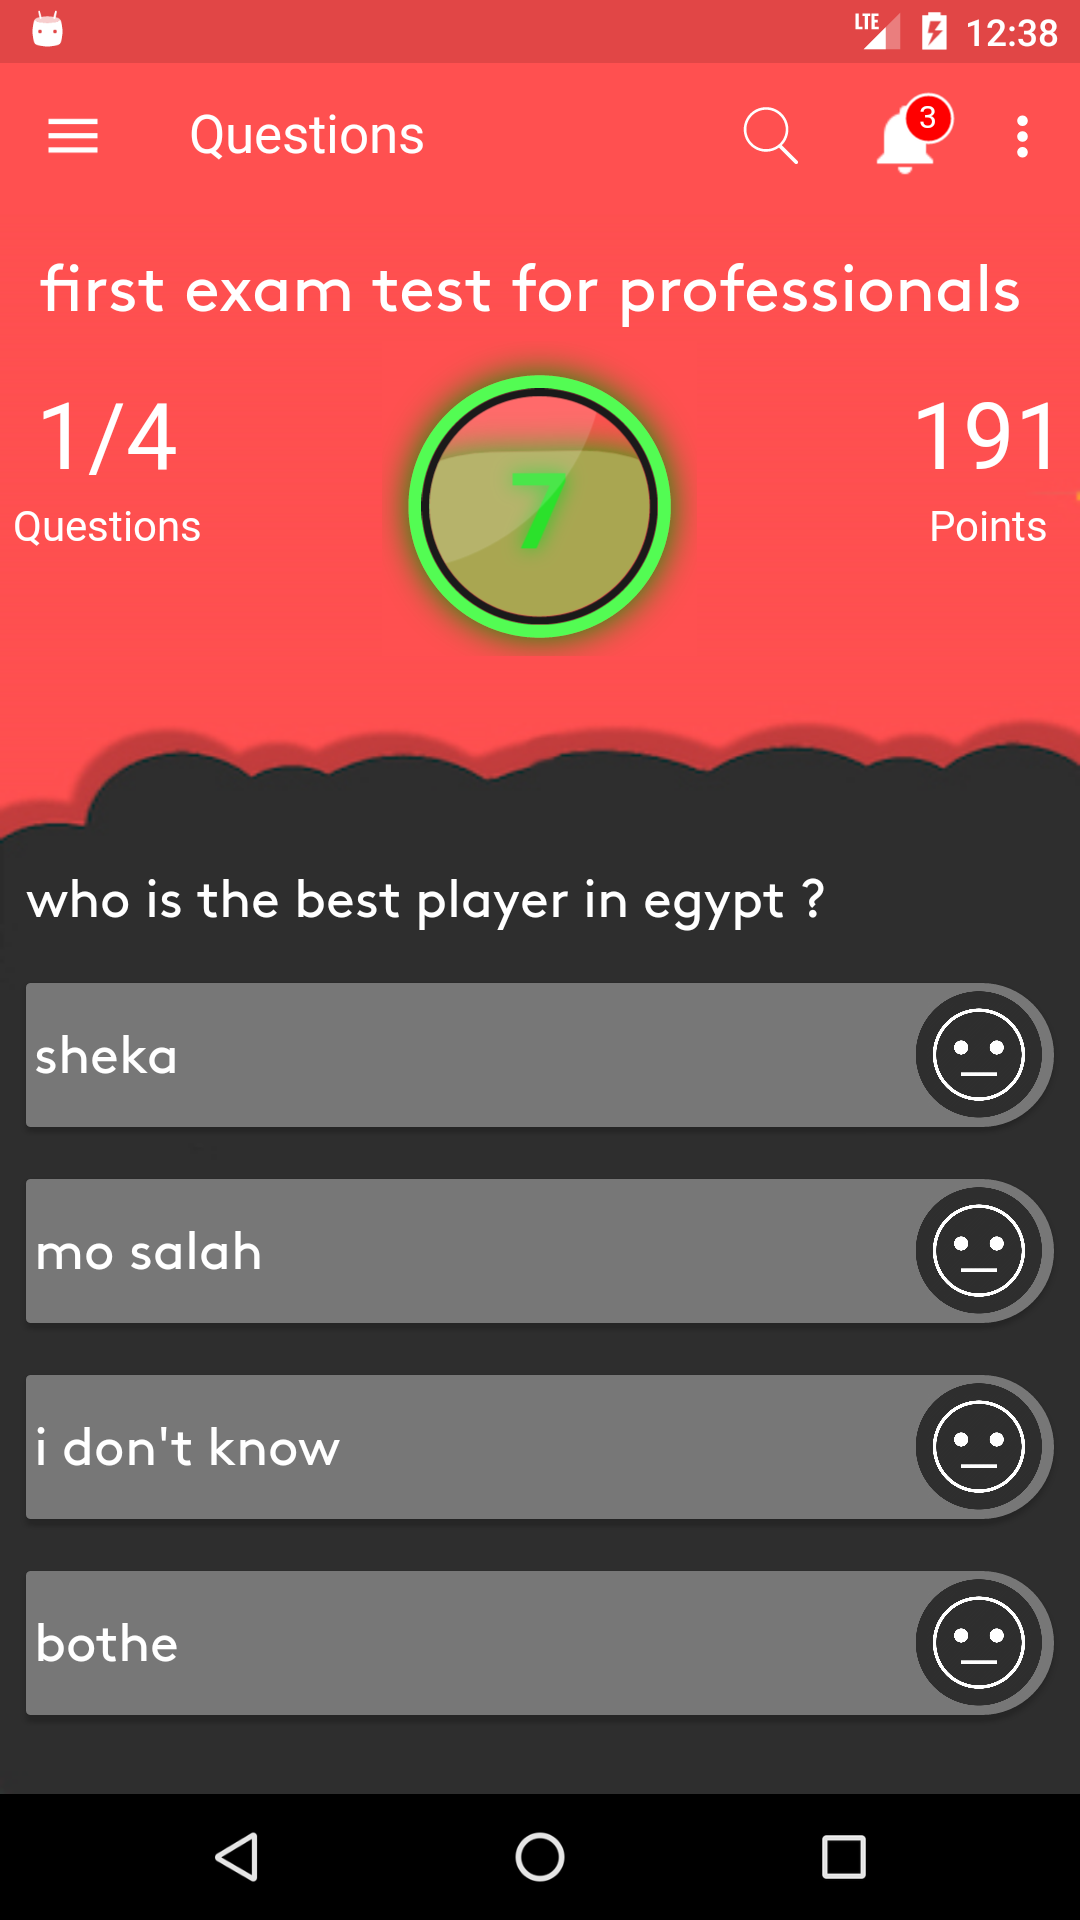 LTE 12:38
Questions 3
first exam test for professionals
1/4 7 191
Questions Points
who is the best player in egypt ?
sheka
mo salah
i don't know
bothe